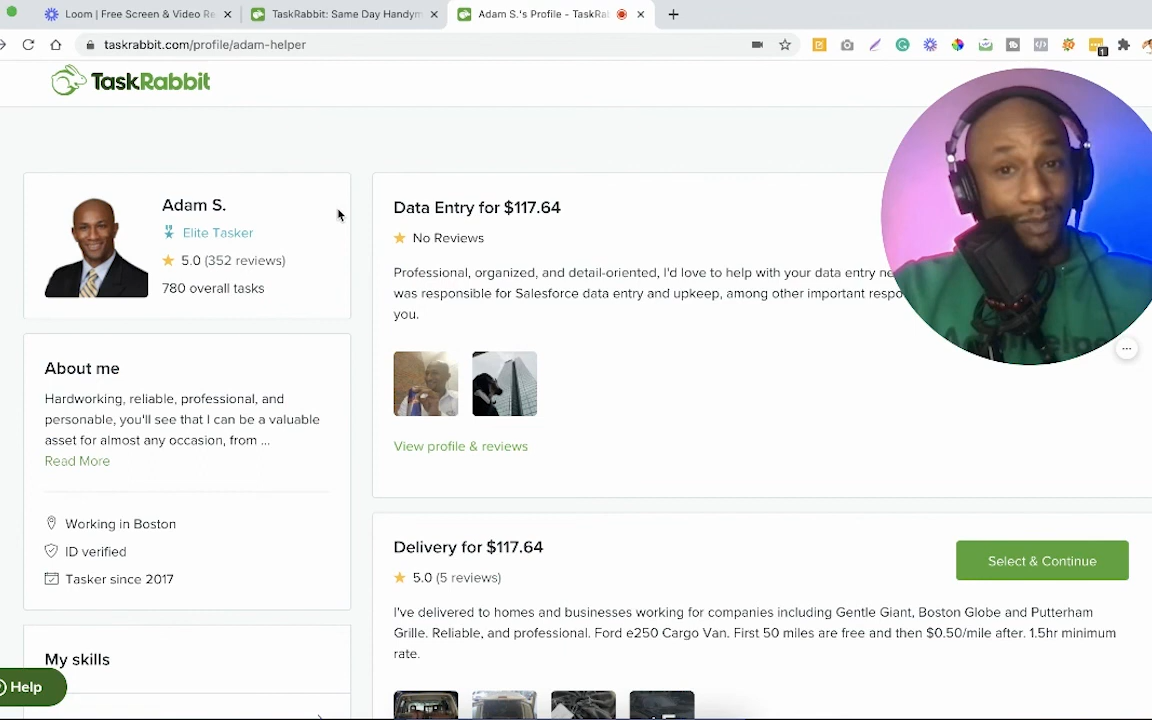 Loom | Free Screen & Video Re
TaskRabbit: Same Day Handym
Adam S.'s Profile - TaskRa
taskrabbit.com/profile/adam-helper
1
TaskRabbit
Adam S.
Elite Tasker
5.0 (352 reviews)
780 overall tasks
About me
Hardworking, reliable, professional, and
personable, you'll see that I can be a valuable
asset for almost any occasion, from ...
Read More
Working in Boston
ID verified
Tasker since 2017
My skills
Help
Data Entry for $117.64
No Reviews
Professional, organized, and detail-oriented, I'd love to help with your data entry ne
was responsible for Salesforce data entry and upkeep, among other important respo
you.
View profile & reviews
Delivery for $117.64
Select & Continue
5.0 (5 reviews)
I've delivered to homes and businesses working for companies including Gentle Giant, Boston Globe and Putterham
Grille. Reliable, and professional. Ford e250 Cargo Van. First 50 miles are free and then $0.50/mile after. 1.5hr minimum
rate.